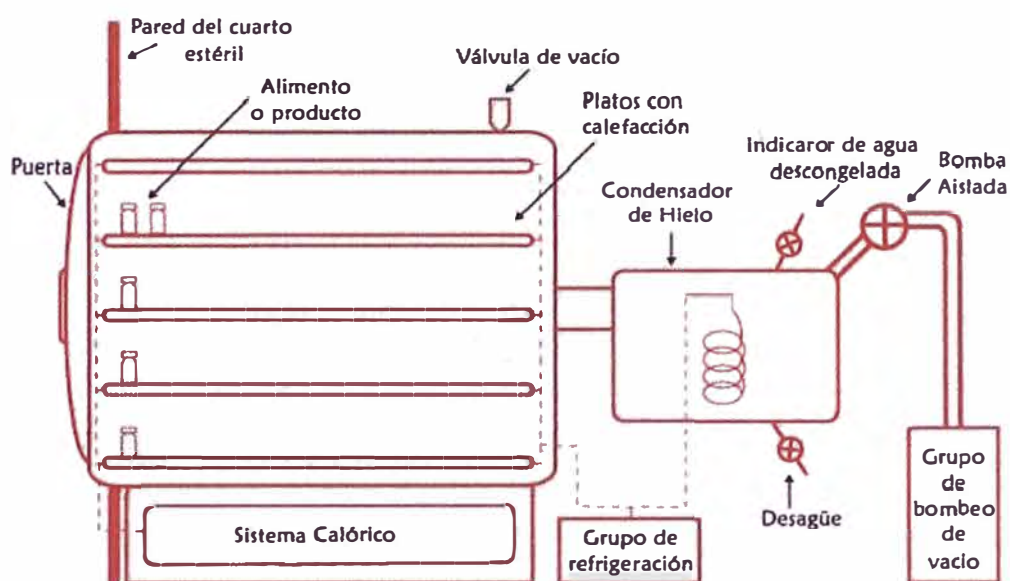 Pared del cuarto
estéril
Válvula de vacío
Alimento
o producto
Platos con
calefacción
Puerta
Indicaror de agua
descongelada
Bomba
Aislada
Condensador
de Hielo
Sistema Calórico
Grupo de
refrigeración
Desagüe
Grupo
de
bombeo
de
vacio